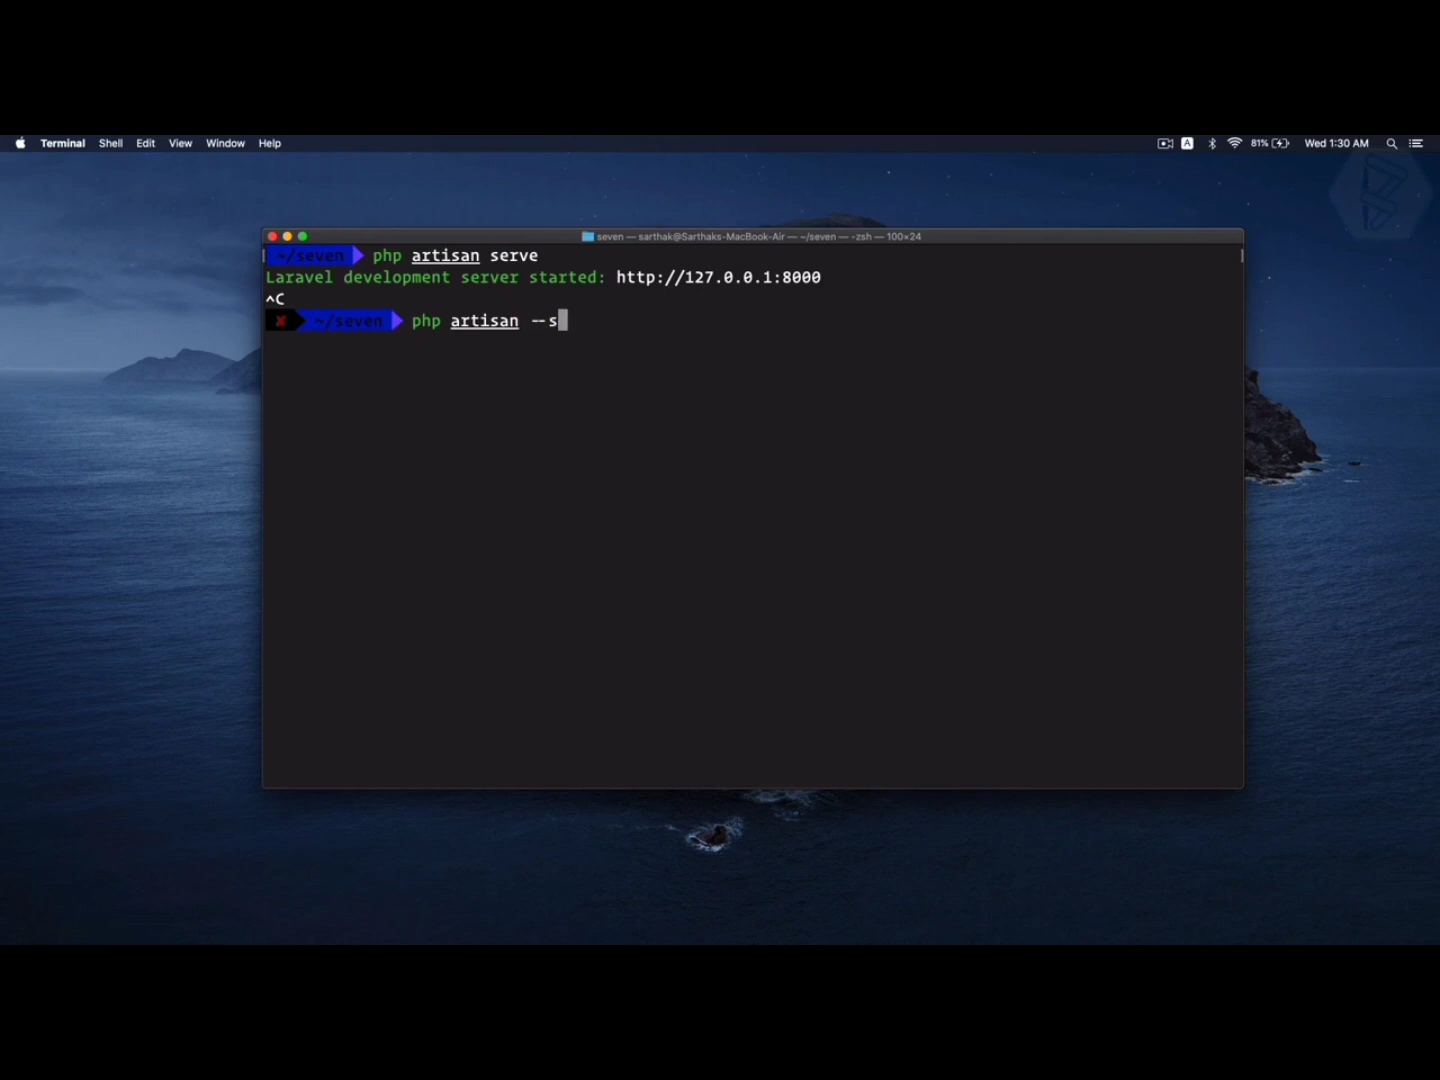 Terminal Shell Edit View Window Help
A 81% Wed 1:30 AM
seven — sarthak@Sarthaks-MacBook-Air — ~/seven — -zsh — 100×24
~/seven php artisan serve
Laravel development server started: http://127.0.0.1:8000
^C
✘ ~/seven php artisan --s